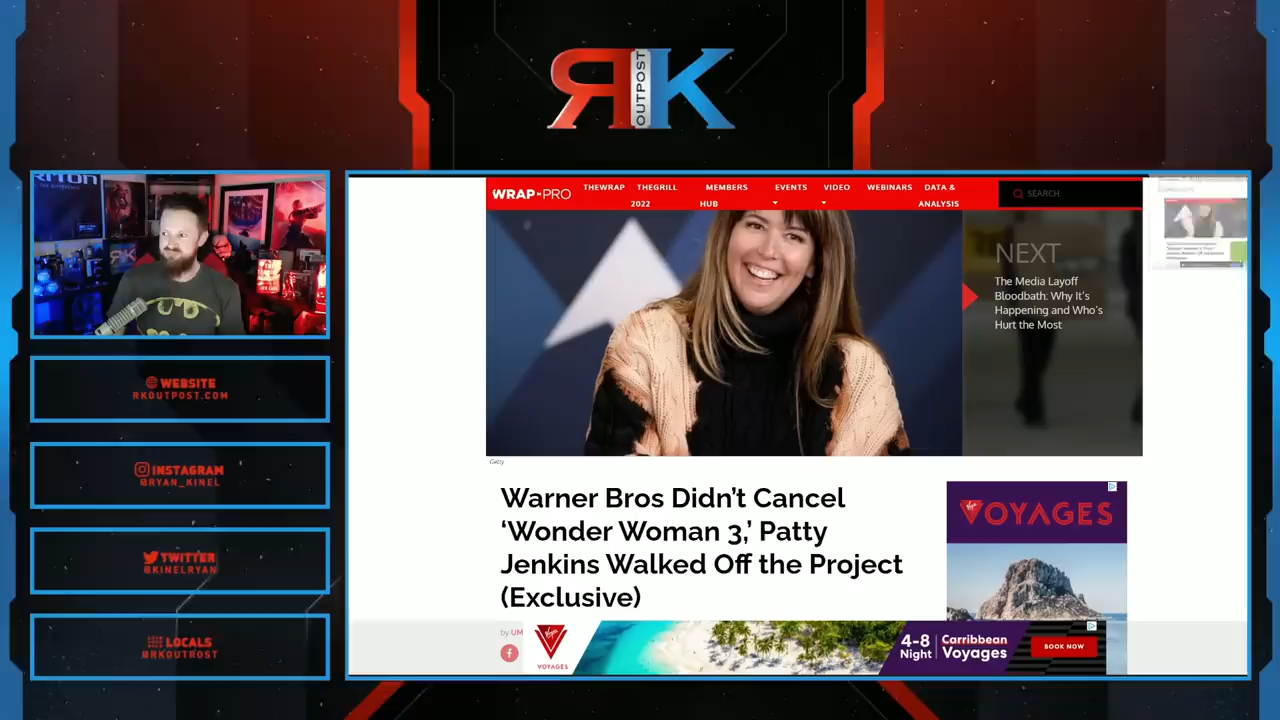 RK
OUTPOST
WEBSITE
RKOUTPOST.COM
INSTAGRAM
@RYAN_KINEL
TWITTER
@KINELRYAN
LOCALS
@RKOUTPOST
WRAP PRO
THEWRAP THEGRILL MEMBERS EVENTS VIDEO WEBINARS DATA &
2022 HUB ANALYSIS
SEARCH
NEXT
The Media Layoff
Bloodbath: Why It's
Happening and Who's
Hurt the Most
Getty
Warner Bros Didn't Cancel
'Wonder Woman 3,' Patty
Jenkins Walked Off the Project
(Exclusive)
by UM
VOYAGES
VOYAGES
4-8
Night
Carribbean
Voyages
BOOK NOW